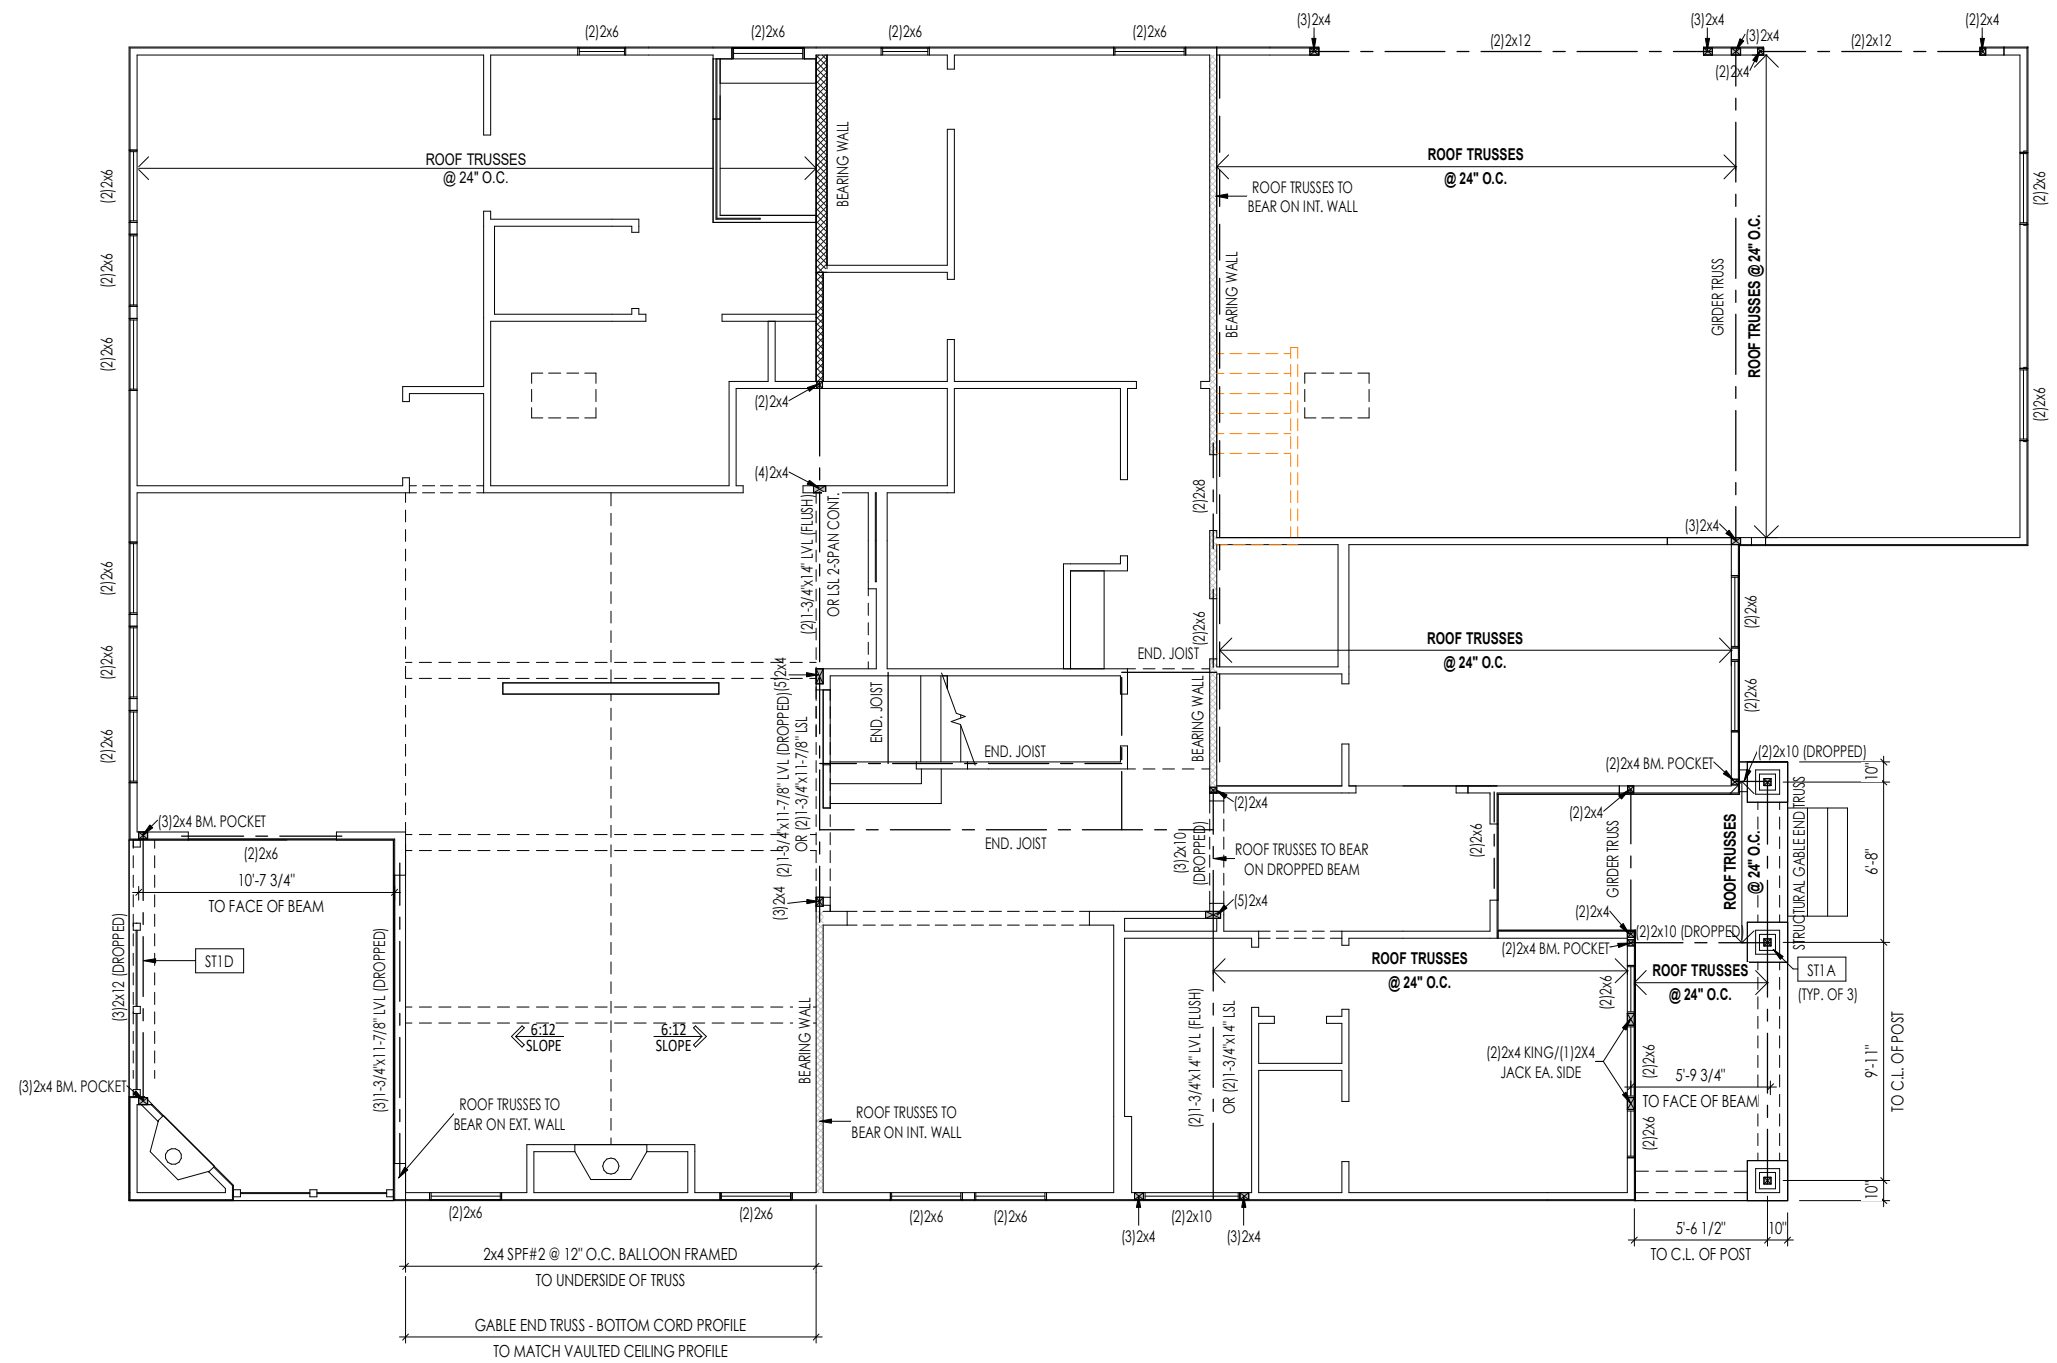 (2)2x6
(2)2x6
(2)2x6
(2)2x6
(3)2x4
(2)2x12
(3)2x4
(3)2x4
(2)2x4
(2)2x12
(2)2x4
ROOF TRUSSES
@ 24" O.C.
BEARING WALL
ROOF TRUSSES
@ 24" O.C.
ROOF TRUSSES TO
BEAR ON INT. WALL
BEARING WALL
GIRDER TRUSS
ROOF TRUSSES @ 24" O.C.
(2)2x6
(2)2x6
(2)2x6
(2)2x6
(2)2x6
(2)2x4
(4)2x4
(2)1-3/4"x14" LVL (FLUSH)
OR LSL 2-SPAN CONT.
(2)2x8
(3)2x4
(2)2x6
(2)2x6
(2)2x6
(2)2x6
ROOF TRUSSES
@ 24" O.C.
(2)2x6
(2)2x6
END. JOIST
(5)2x4
(2)1-3/4"x11-7/8" LVL (DROPPED)
OR (2)1-3/4"x11-7/8" LSL
END. JOIST
END. JOIST
END. JOIST
BEARING WALL
(2)2x4 BM. POCKET
(2)2x10 (DROPPED)
10"
(2)2x4
(2)2x4
(3)2x10
(DROPPED)
ROOF TRUSSES TO BEAR
ON DROPPED BEAM
(2)2x6
GIRDER TRUSS
ROOF TRUSSES
@ 24" O.C.
STRUCTURAL GABLE END TRUSS
6'-8"
(3)2x4 BM. POCKET
(2)2x6
10'-7 3/4"
TO FACE OF BEAM
(3)2x12 (DROPPED)
ST1D
(3)1-3/4"x11-7/8" LVL (DROPPED)
(3)2x4
(5)2x4
(2)2x4
(2)2x10 (DROPPED)
(2)2x4 BM. POCKET
ROOF TRUSSES
@ 24" O.C.
(2)2x6
ROOF TRUSSES
@ 24" O.C.
ST1A
(TYP. OF 3)
6:12
SLOPE
6:12
SLOPE
BEARING WALL
(2)1-3/4"x14" LVL (FLUSH)
OR (2)1-3/4"x14" LSL
(2)2x4 KING/(1)2X4
JACK EA. SIDE
(2)2x6
(2)2x6
5'-9 3/4"
TO FACE OF BEAM
9'-11"
TO C.L. OF POST
10"
(3)2x4 BM. POCKET
ROOF TRUSSES TO
BEAR ON EXT. WALL
ROOF TRUSSES TO
BEAR ON INT. WALL
(2)2x6
(2)2x6
(2)2x6
(2)2x6
(2)2x10
(3)2x4
(3)2x4
5'-6 1/2"
10"
TO C.L. OF POST
2x4 SPF#2 @ 12" O.C. BALLOON FRAMED
TO UNDERSIDE OF TRUSS
GABLE END TRUSS - BOTTOM CORD PROFILE
TO MATCH VAULTED CEILING PROFILE